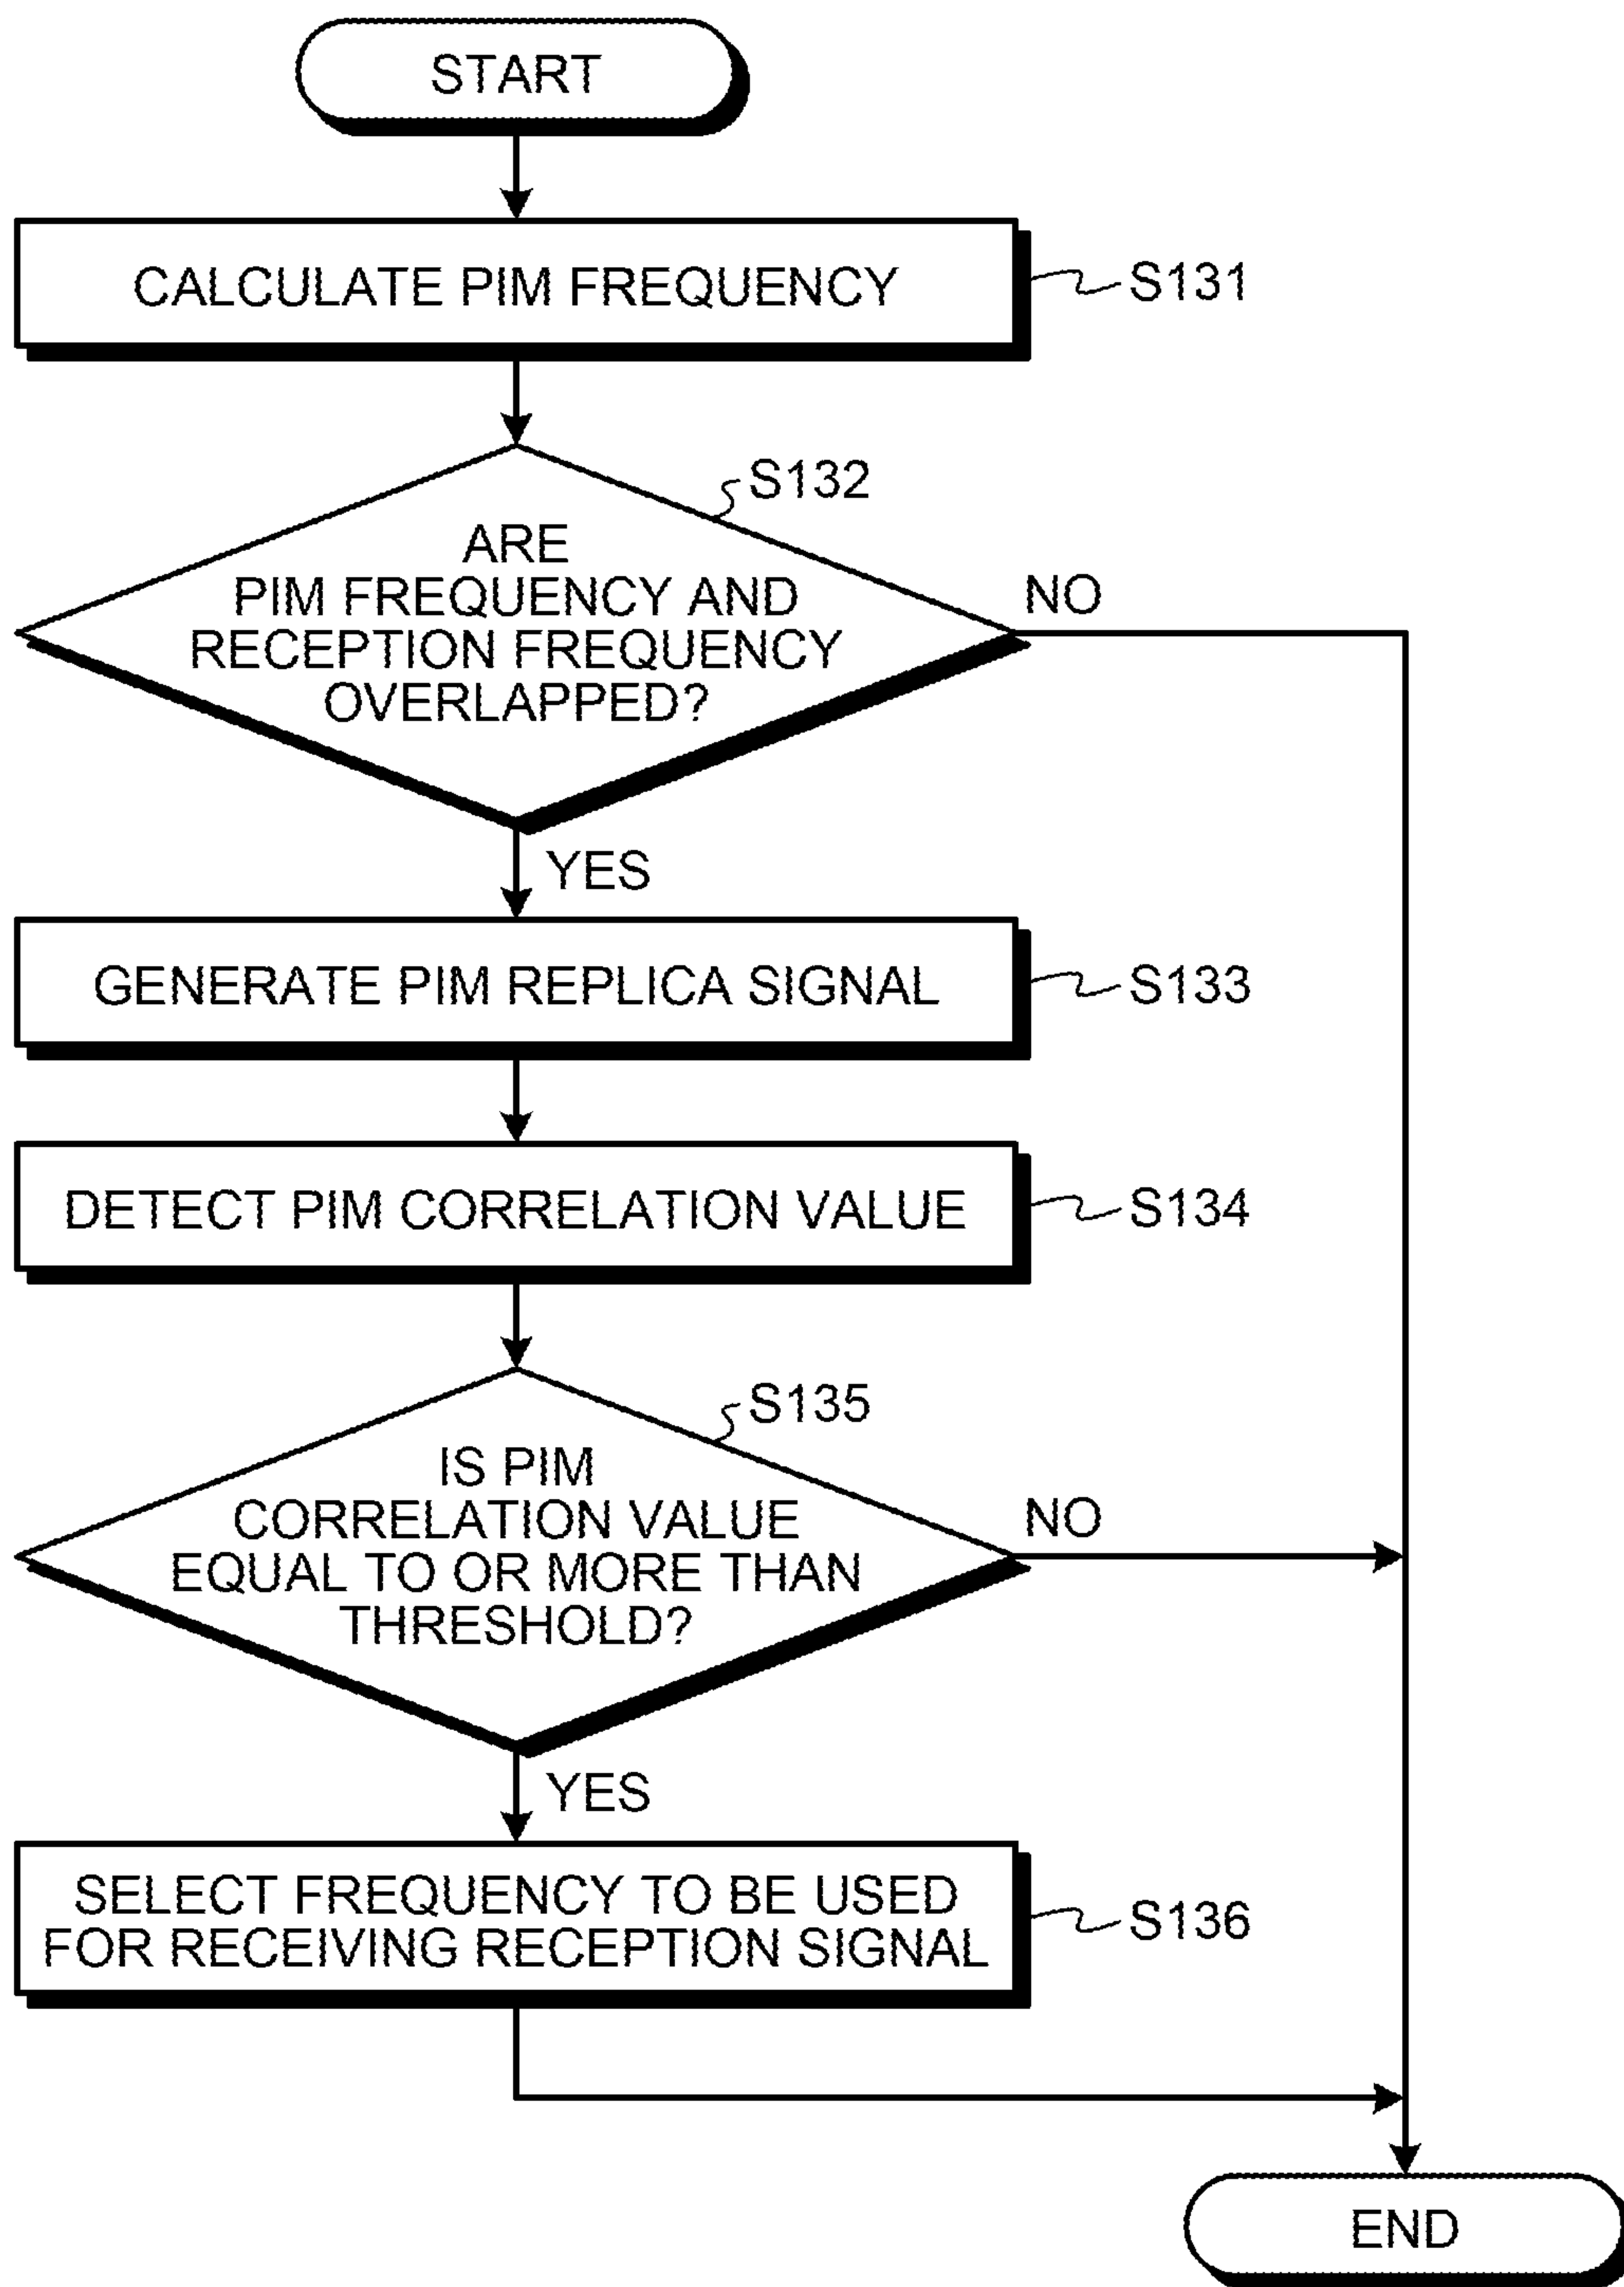 START
CALCULATE PIM FREQUENCY
S131
S132
ARE
PIM FREQUENCY AND
RECEPTION FREQUENCY
OVERLAPPED?
NO
YES
GENERATE PIM REPLICA SIGNAL
S133
DETECT PIM CORRELATION VALUE
S134
S135
IS PIM
CORRELATION VALUE
EQUAL TO OR MORE THAN
THRESHOLD?
NO
YES
SELECT FREQUENCY TO BE USED
FOR RECEIVING RECEPTION SIGNAL
S136
END